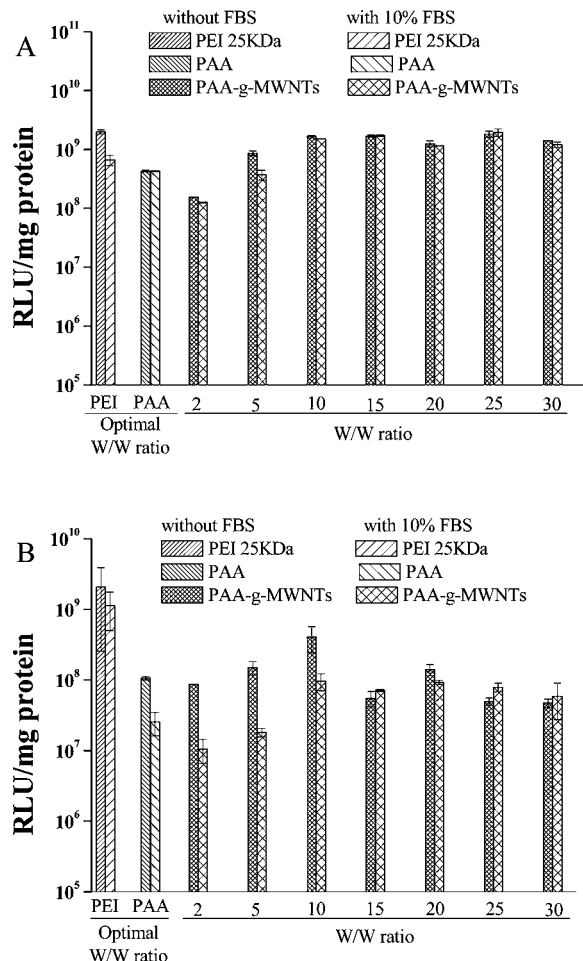 A
without FBS with 10% FBS
PEI 25KDa PEI 25KDa
PAA PAA
PAA-g-MWNTs PAA-g-MWNTs
RLU/mg protein
10^11
10^10
10^9
10^8
10^7
10^6
10^5
PEI PAA 2 5 10 15 20 25 30
Optimal W/W ratio
W/W ratio
B
without FBS with 10% FBS
PEI 25KDa PEI 25KDa
PAA PAA
PAA-g-MWNTs PAA-g-MWNTs
RLU/mg protein
10^10
10^9
10^8
10^7
10^6
10^5
PEI PAA 2 5 10 15 20 25 30
Optimal W/W ratio
W/W ratio